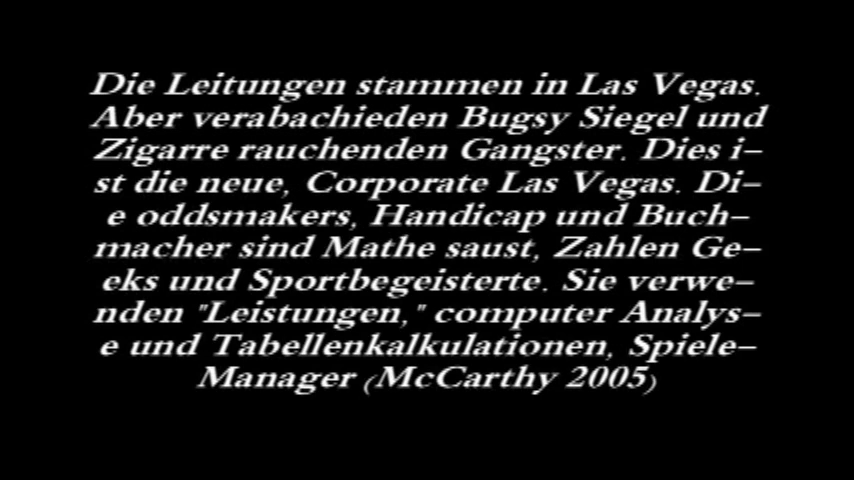 Die Leitungen stammen in Las Vegas.
Aber verabachieden Bugsy Siegel und
Zigarre rauchenden Gangster. Dies i-
st die neue, Corporate Las Vegas. Di-
e oddsmakers, Handicap und Buch-
macher sind Mathe saust, Zahlen Ge-
eks und Sportbegeisterte. Sie verwe-
nden "Leistungen," computer Analys-
e und Tabellenkalkulationen, Spiele-
Manager (McCarthy 2005)